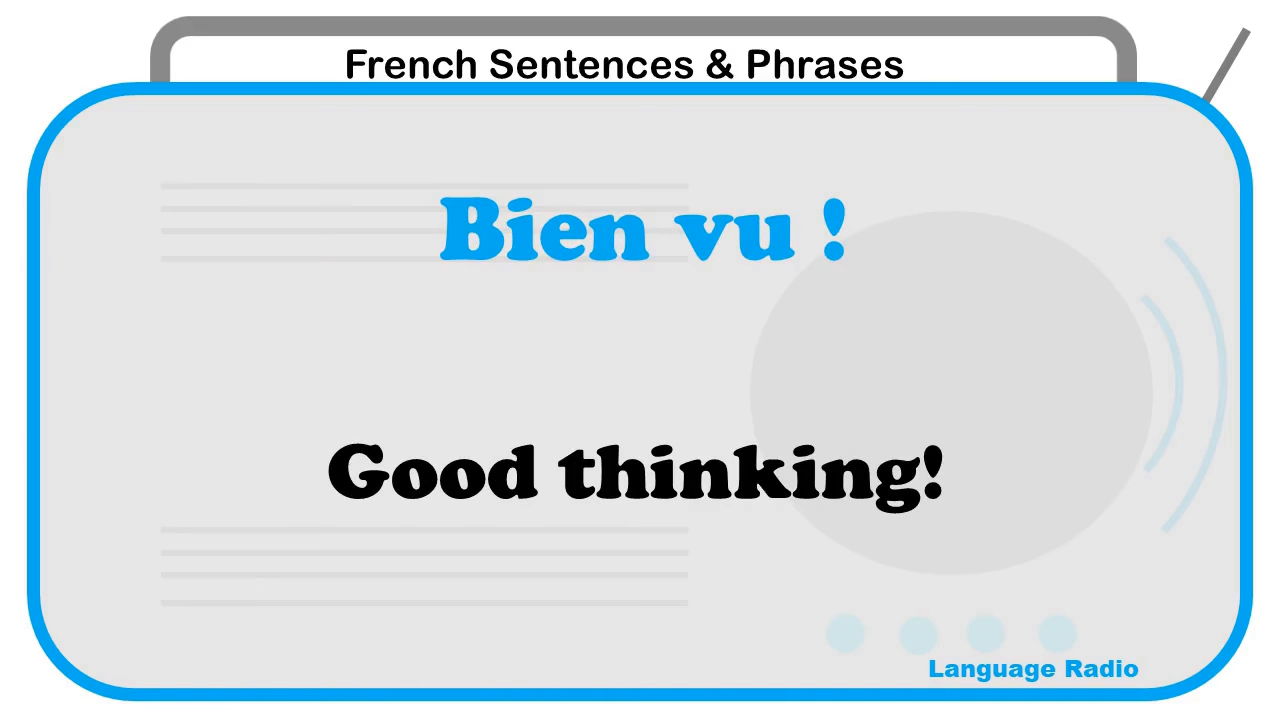 French Sentences & Phrases
Bien vu !
Good thinking!
Language Radio